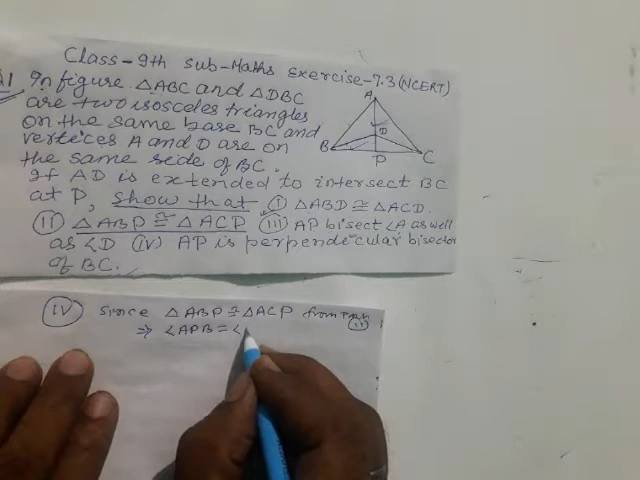 Class-9th Sub-Maths Exercise-7.3 (NCERT)
Q1 In figure △ABC and △DBC
are two isosceles triangles
on the same base BC and
vertices A and D are on
the same side of BC.
If AD is extended to intersect BC
at P, show that (I) △ABD ≅ △ACD.
(II) △ABP ≅ △ACP (III) AP bisect ∠A as well
as ∠D (IV) AP is perpendecular bisector
of BC.
A
D
B
P
C
(IV) Since △ABP ≅ △ACP from (II)
⇒ ∠APB = ∠